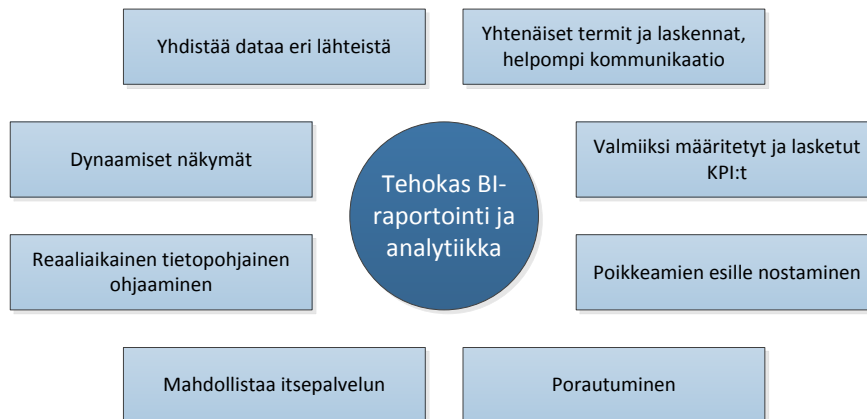 Yhdistää dataa eri lähteistä
Yhtenäiset termit ja laskennat,
helpompi kommunikaatio
Dynaamiset näkymät
Tehokas BI-
raportointi ja
analytiikka
Valmiiksi määritetyt ja lasketut
KPI:t
Reaaliaikainen tietopohjainen
ohjaaminen
Poikkeamien esille nostaminen
Mahdollistaa itsepalvelun
Porautuminen